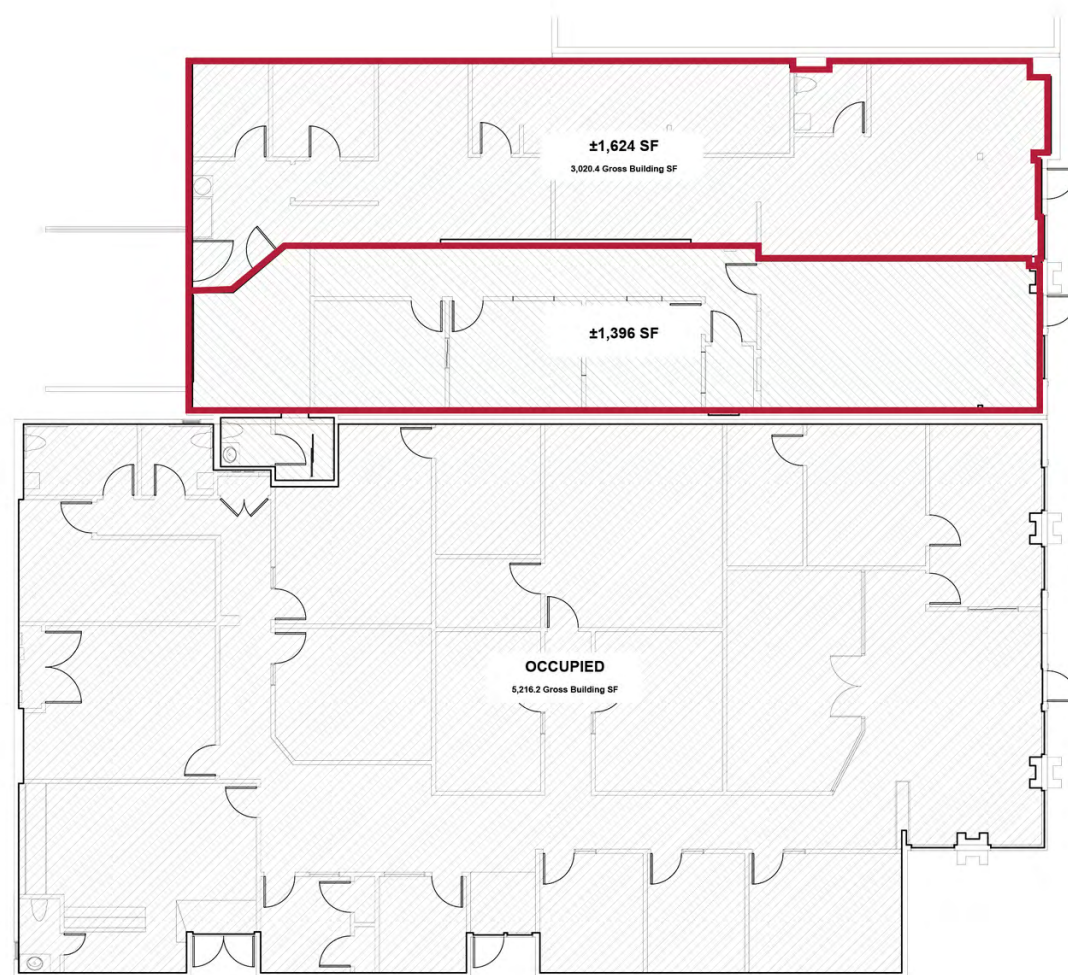 ±1,624 SF
3,020.4 Gross Building SF
±1,396 SF
OCCUPIED
5,216.2 Gross Building SF